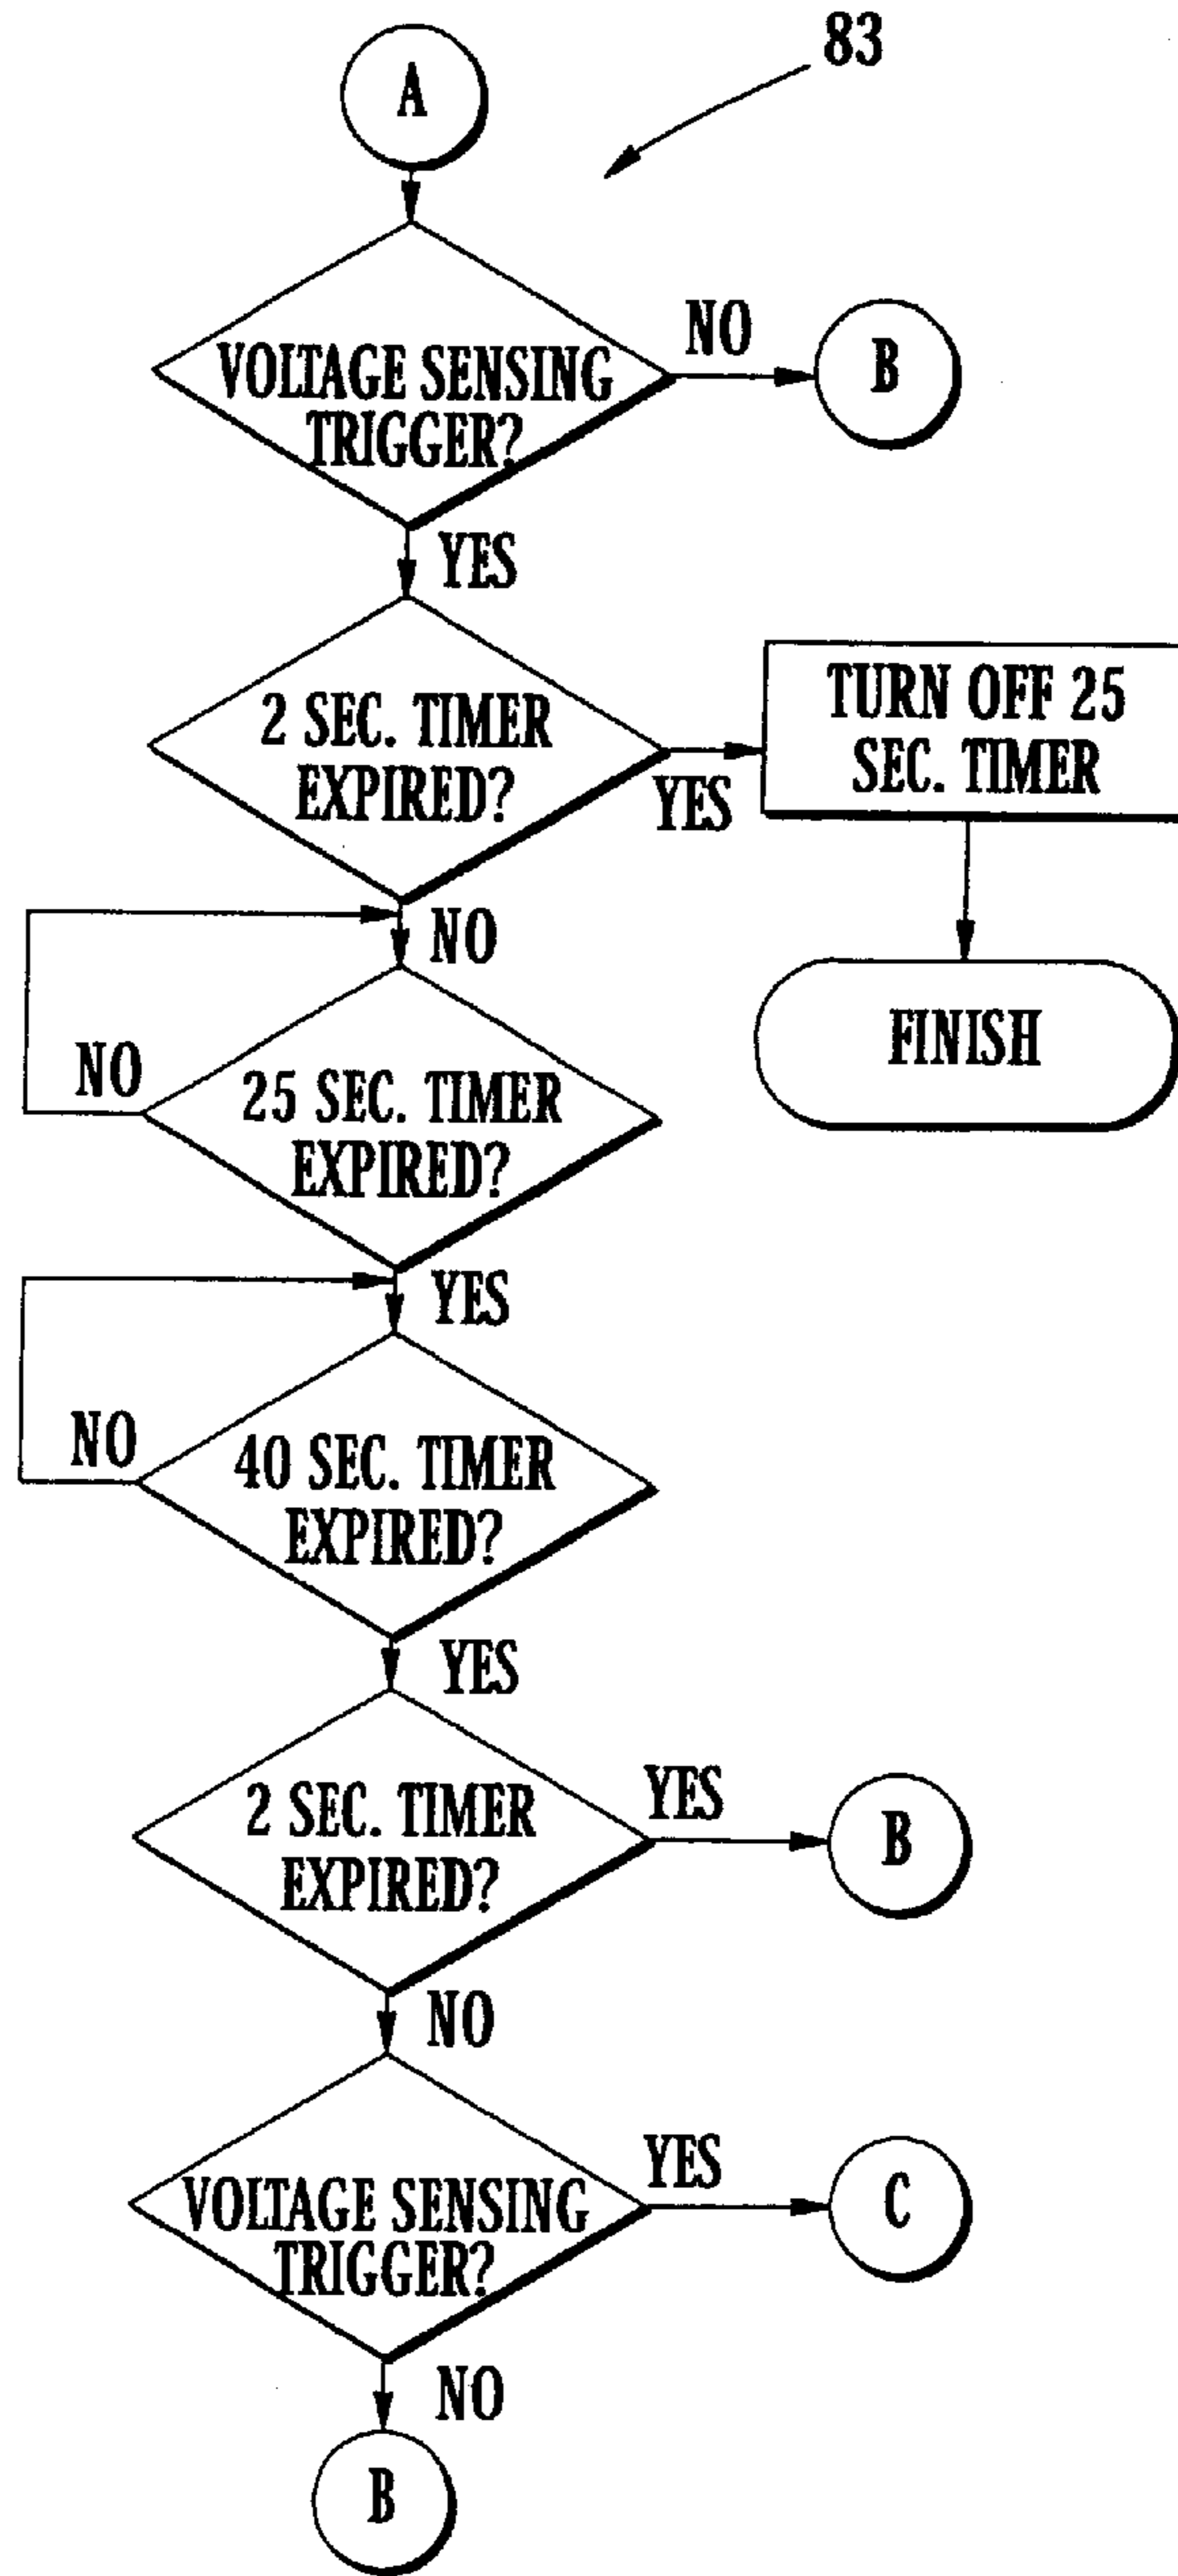 83
A
VOLTAGE SENSING
TRIGGER?
NO
B
YES
2 SEC. TIMER
EXPIRED?
YES
TURN OFF 25
SEC. TIMER
NO
FINISH
NO
25 SEC. TIMER
EXPIRED?
YES
NO
40 SEC. TIMER
EXPIRED?
YES
2 SEC. TIMER
EXPIRED?
YES
B
NO
VOLTAGE SENSING
TRIGGER?
YES
C
NO
B